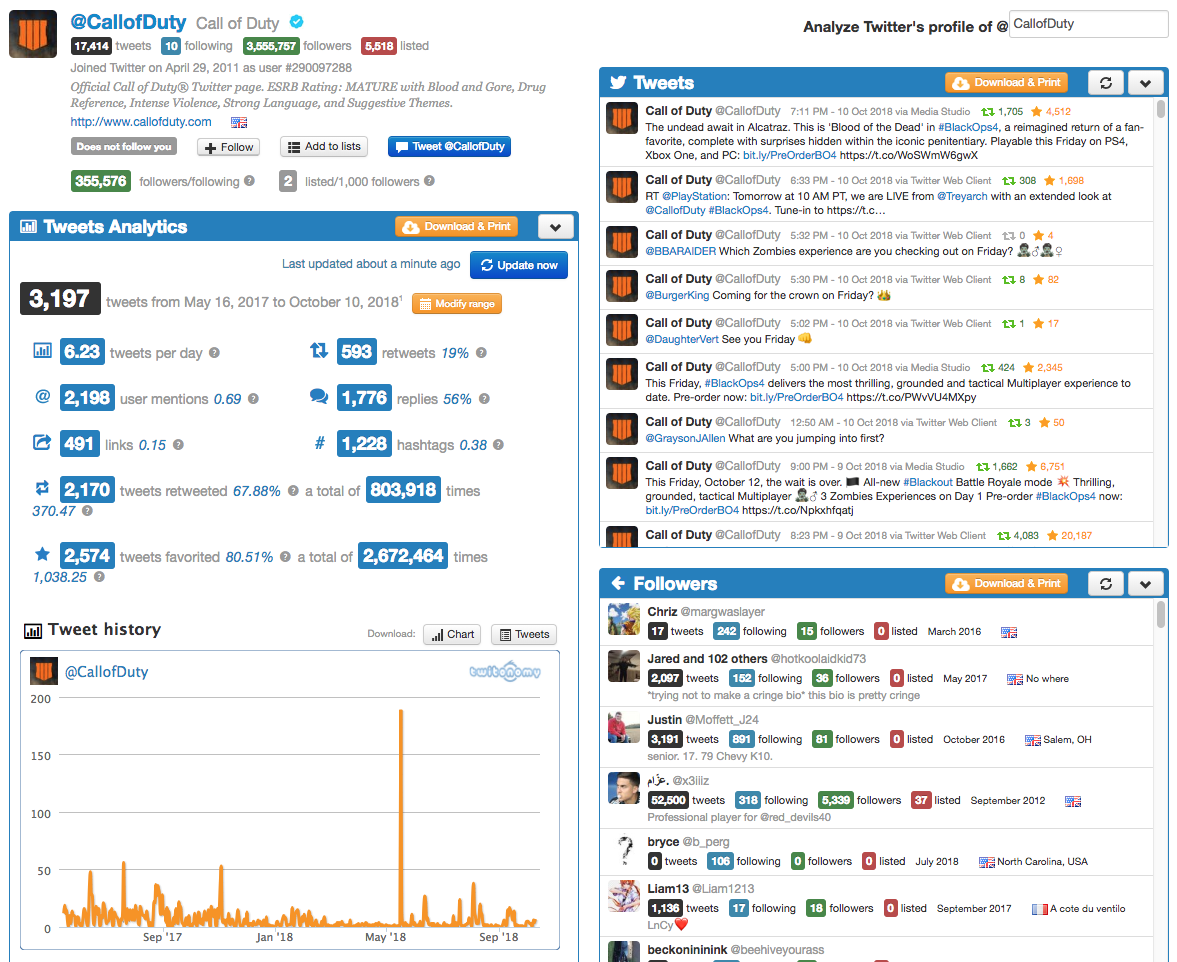 @CallofDuty Call of Duty
17,414 tweets 10 following 3,555,757 followers 5,518 listed
Joined Twitter on April 29, 2011 as user #290097288
Official Call of Duty® Twitter page. ESRB Rating: MATURE with Blood and Gore, Drug
Reference, Intense Violence, Strong Language, and Suggestive Themes.
http://www.callofduty.com
Does not follow you + Follow Add to lists Tweet @CallofDuty
355,576 followers/following ? 2 listed/1,000 followers ?
Tweets Analytics Download & Print
Last updated about a minute ago Update now
3,197 tweets from May 16, 2017 to October 10, 2018¹ Modify range
6.23 tweets per day ? 593 retweets 19% ?
@ 2,198 user mentions 0.69 ? 1,776 replies 56% ?
491 links 0.15 ? # 1,228 hashtags 0.38 ?
2,170 tweets retweeted 67.88% ? a total of 803,918 times
370.47 ?
2,574 tweets favorited 80.51% ? a total of 2,672,464 times
1,038.25 ?
Tweet history Download: Chart Tweets
@CallofDuty twitonomy
200
150
100
50
0
Sep '17 Jan '18 May '18 Sep '18
Analyze Twitter's profile of @ CallofDuty
Tweets Download & Print
Call of Duty @CallofDuty 7:11 PM - 10 Oct 2018 via Media Studio 1,705 4,512
The undead await in Alcatraz. This is 'Blood of the Dead' in #BlackOps4, a reimagined return of a fan-
favorite, complete with surprises hidden within the iconic penitentiary. Playable this Friday on PS4,
Xbox One, and PC: bit.ly/PreOrderBO4 https://t.co/WoSWmW6gwX
Call of Duty @CallofDuty 6:33 PM - 10 Oct 2018 via Twitter Web Client 308 1,698
RT @PlayStation: Tomorrow at 10 AM PT, we are LIVE from @Treyarch with an extended look at
@CallofDuty #BlackOps4. Tune-in to https://t.c…
Call of Duty @CallofDuty 5:32 PM - 10 Oct 2018 via Twitter Web Client 0 4
@BBARAIDER Which Zombies experience are you checking out on Friday? 🧟♂🧟♀
Call of Duty @CallofDuty 5:30 PM - 10 Oct 2018 via Twitter Web Client 8 82
@BurgerKing Coming for the crown on Friday? 👑
Call of Duty @CallofDuty 5:02 PM - 10 Oct 2018 via Twitter Web Client 1 17
@DaughterVert See you Friday 👊
Call of Duty @CallofDuty 5:00 PM - 10 Oct 2018 via Media Studio 424 2,345
This Friday, #BlackOps4 delivers the most thrilling, grounded and tactical Multiplayer experience to
date. Pre-order now: bit.ly/PreOrderBO4 https://t.co/PWvVU4MXpy
Call of Duty @CallofDuty 12:50 AM - 10 Oct 2018 via Twitter Web Client 3 50
@GraysonJAllen What are you jumping into first?
Call of Duty @CallofDuty 9:00 PM - 9 Oct 2018 via Media Studio 1,662 8,751
This Friday, October 12, the wait is over. 🏴 All-new #Blackout Battle Royale mode 💥 Thrilling,
grounded, tactical Multiplayer 🧟♂ 3 Zombies Experiences on Day 1 Pre-order #BlackOps4 now:
bit.ly/PreOrderBO4 https://t.co/Npkxhfqatj
Call of Duty @CallofDuty 8:23 PM - 9 Oct 2018 via Twitter Web Client 4,083 20,187
Followers Download & Print
Chriz @margwaslayer
17 tweets 242 following 15 followers 0 listed March 2016
Jared and 102 others @hotkoolaidkid73
2,097 tweets 152 following 36 followers 0 listed May 2017 No where
*trying not to make a cringe bio* this bio is pretty cringe
Justin @Moffett_J24
3,191 tweets 891 following 81 followers 0 listed October 2016 Salem, OH
senior. 17. 79 Chevy K10.
عزّام. @x3iliz
52,500 tweets 318 following 5,339 followers 37 listed September 2012
Professional player for @red_devils40
bryce @b_perg
0 tweets 106 following 0 followers 0 listed July 2018 North Carolina, USA
Liam13 @Liam1213
1,136 tweets 17 following 18 followers 0 listed September 2017 A cote du ventilo
LnCy❤️
beckonininink @beehiveyourass